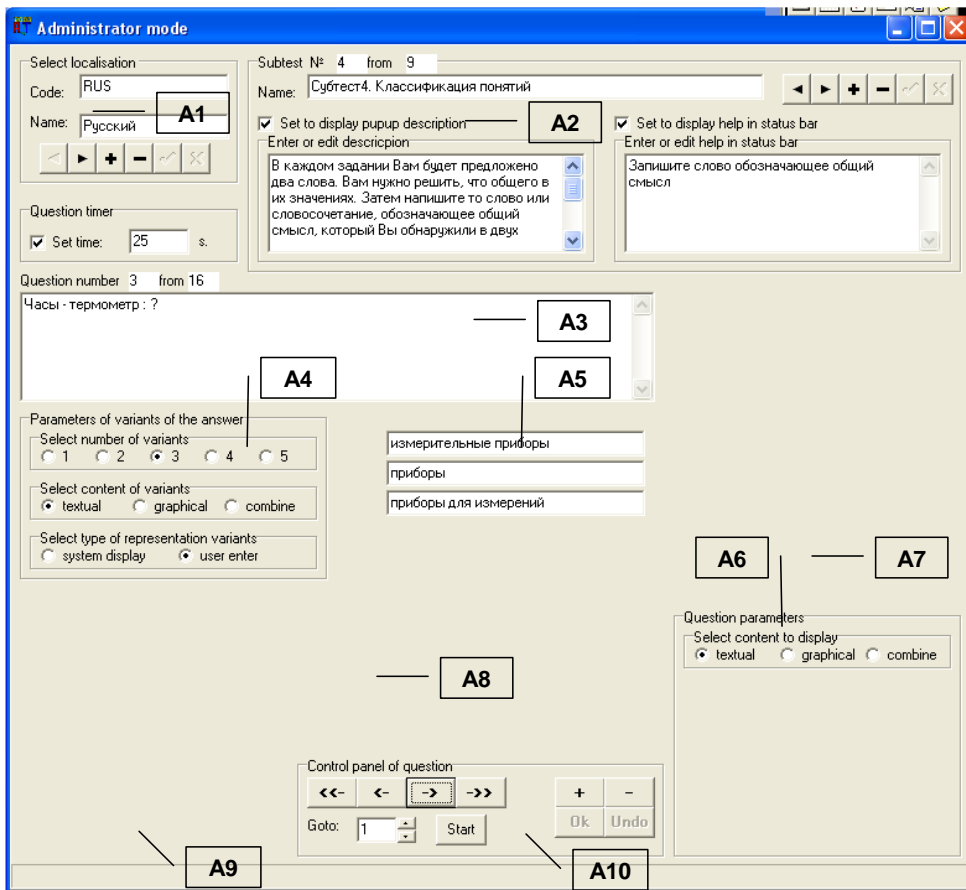 Administrator mode
Select localisation
Code: RUS
Name: Русский
A1
Subtest № 4 from 9
Name: Субтест4. Классификация понятий
Set to display pupup description
A2
Set to display help in status bar
Enter or edit descricpion
В каждом задании Вам будет предложено
два слова. Вам нужно решить, что общего в
их значениях. Затем напишите то слово или
словосочетание, обозначающее общий
смысл, который Вы обнаружили в двух
Enter or edit help in status bar
Запишите слово обозначающее общий
смысл
Question timer
Set time: 25 s.
Question number 3 from 16
Часы - термометр : ?
A3
A4
A5
Parameters of variants of the answer
Select number of variants
1 2 3 4 5
Select content of variants
textual graphical combine
Select type of representation variants
system display user enter
измерительные приборы
приборы
приборы для измерений
A6
A7
Question parameters
Select content to display
textual graphical combine
A8
Control panel of question
<<- <- -> ->>
+ -
Goto: 1 Start
Ok Undo
A9
A10